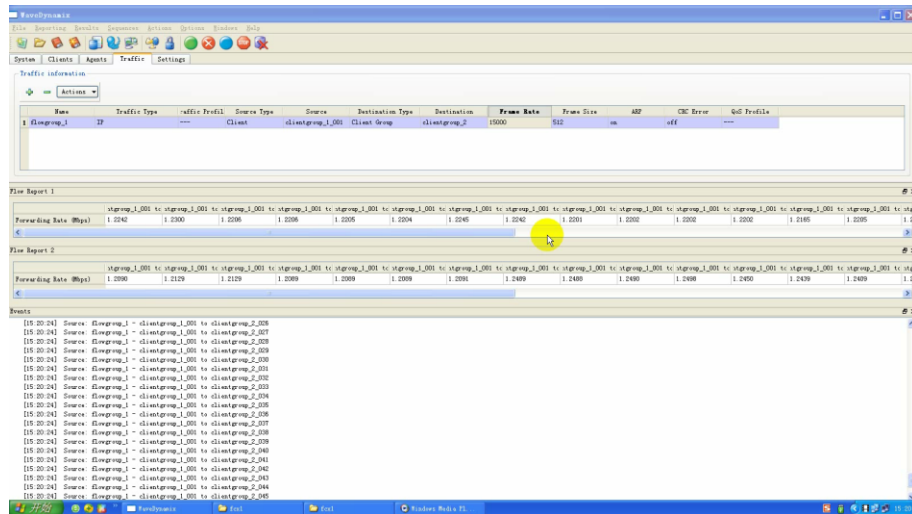 WaveDynamix
File Reporting Results Sequences Actions Options Windows Help
System Clients Agents Traffic Settings
Traffic information
Actions
Name Traffic Type raffic Profil Source Type Source Destination Type Destination Frame Rate Frame Size ARP CRC Error QoS Profile
1 flowgroup_1 IP --- Client clientgroup_1_001 Client Group clientgroup_2 15000 512 on off ---
Flow Report 1
Forwarding Rate (Mbps) 1.2242 1.2300 1.2206 1.2206 1.2205 1.2204 1.2245 1.2242 1.2201 1.2202 1.2202 1.2202 1.2165 1.2205
Flow Report 2
Forwarding Rate (Mbps) 1.2090 1.2129 1.2129 1.2089 1.2089 1.2089 1.2091 1.2489 1.2488 1.2490 1.2490 1.2450 1.2439 1.2489
Events
[15:20:24] Source: flowgroup_1 - clientgroup_1_001 to clientgroup_2_026
[15:20:24] Source: flowgroup_1 - clientgroup_1_001 to clientgroup_2_027
[15:20:24] Source: flowgroup_1 - clientgroup_1_001 to clientgroup_2_028
[15:20:24] Source: flowgroup_1 - clientgroup_1_001 to clientgroup_2_029
[15:20:24] Source: flowgroup_1 - clientgroup_1_001 to clientgroup_2_030
[15:20:24] Source: flowgroup_1 - clientgroup_1_001 to clientgroup_2_031
[15:20:24] Source: flowgroup_1 - clientgroup_1_001 to clientgroup_2_032
[15:20:24] Source: flowgroup_1 - clientgroup_1_001 to clientgroup_2_033
[15:20:24] Source: flowgroup_1 - clientgroup_1_001 to clientgroup_2_034
[15:20:24] Source: flowgroup_1 - clientgroup_1_001 to clientgroup_2_035
[15:20:24] Source: flowgroup_1 - clientgroup_1_001 to clientgroup_2_036
[15:20:24] Source: flowgroup_1 - clientgroup_1_001 to clientgroup_2_037
[15:20:24] Source: flowgroup_1 - clientgroup_1_001 to clientgroup_2_038
[15:20:24] Source: flowgroup_1 - clientgroup_1_001 to clientgroup_2_039
[15:20:24] Source: flowgroup_1 - clientgroup_1_001 to clientgroup_2_040
[15:20:24] Source: flowgroup_1 - clientgroup_1_001 to clientgroup_2_041
[15:20:24] Source: flowgroup_1 - clientgroup_1_001 to clientgroup_2_042
[15:20:24] Source: flowgroup_1 - clientgroup_1_001 to clientgroup_2_043
[15:20:24] Source: flowgroup_1 - clientgroup_1_001 to clientgroup_2_044
[15:20:24] Source: flowgroup_1 - clientgroup_1_001 to clientgroup_2_045
开始 WaveDynamix Windows Media Pl. 15:20